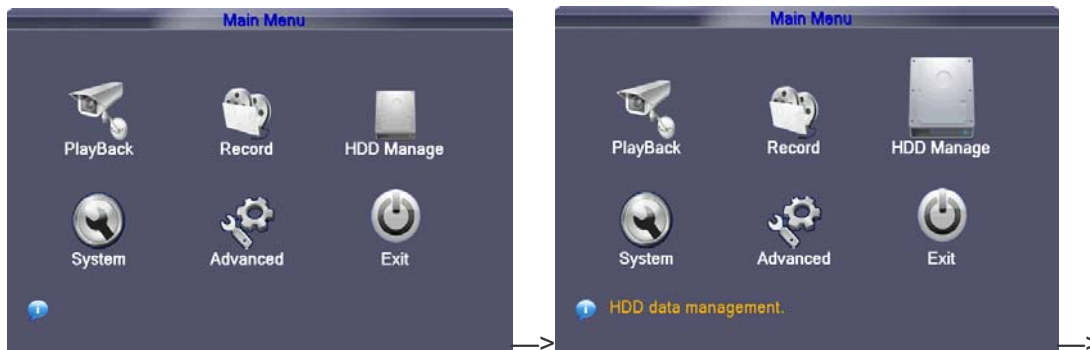 Main Menu
PlayBack Record HDD Manage
System Advanced Exit
—>
Main Menu
PlayBack Record HDD Manage
System Advanced Exit
HDD data management.
—>